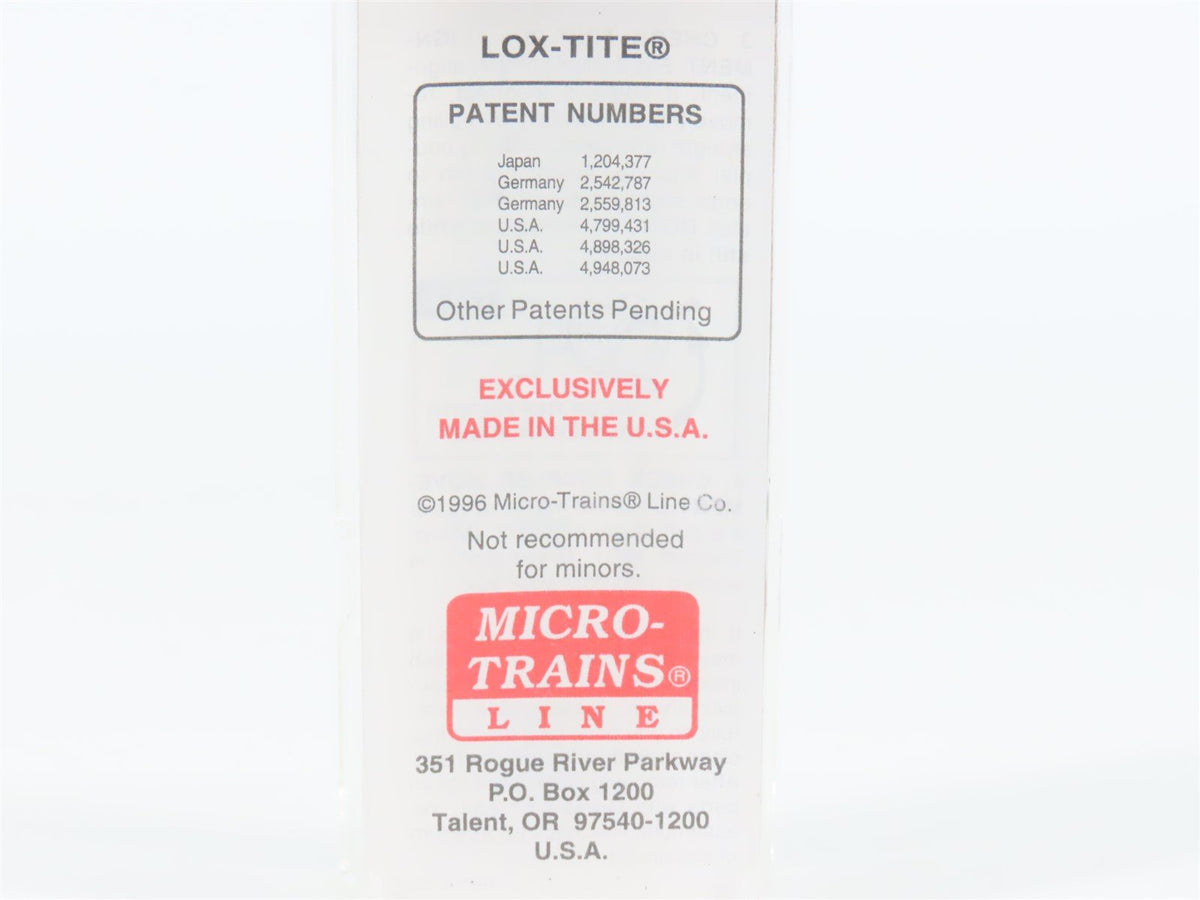 LOX-TITE®
PATENT NUMBERS
Japan 1,204,377
Germany 2,542,787
Germany 2,559,813
U.S.A. 4,799,431
U.S.A. 4,898,326
U.S.A. 4,948,073
Other Patents Pending
EXCLUSIVELY
MADE IN THE U.S.A.
©1996 Micro-Trains® Line Co.
Not recommended
for minors.
MICRO-
TRAINS®
LINE
351 Rogue River Parkway
P.O. Box 1200
Talent, OR 97540-1200
U.S.A.